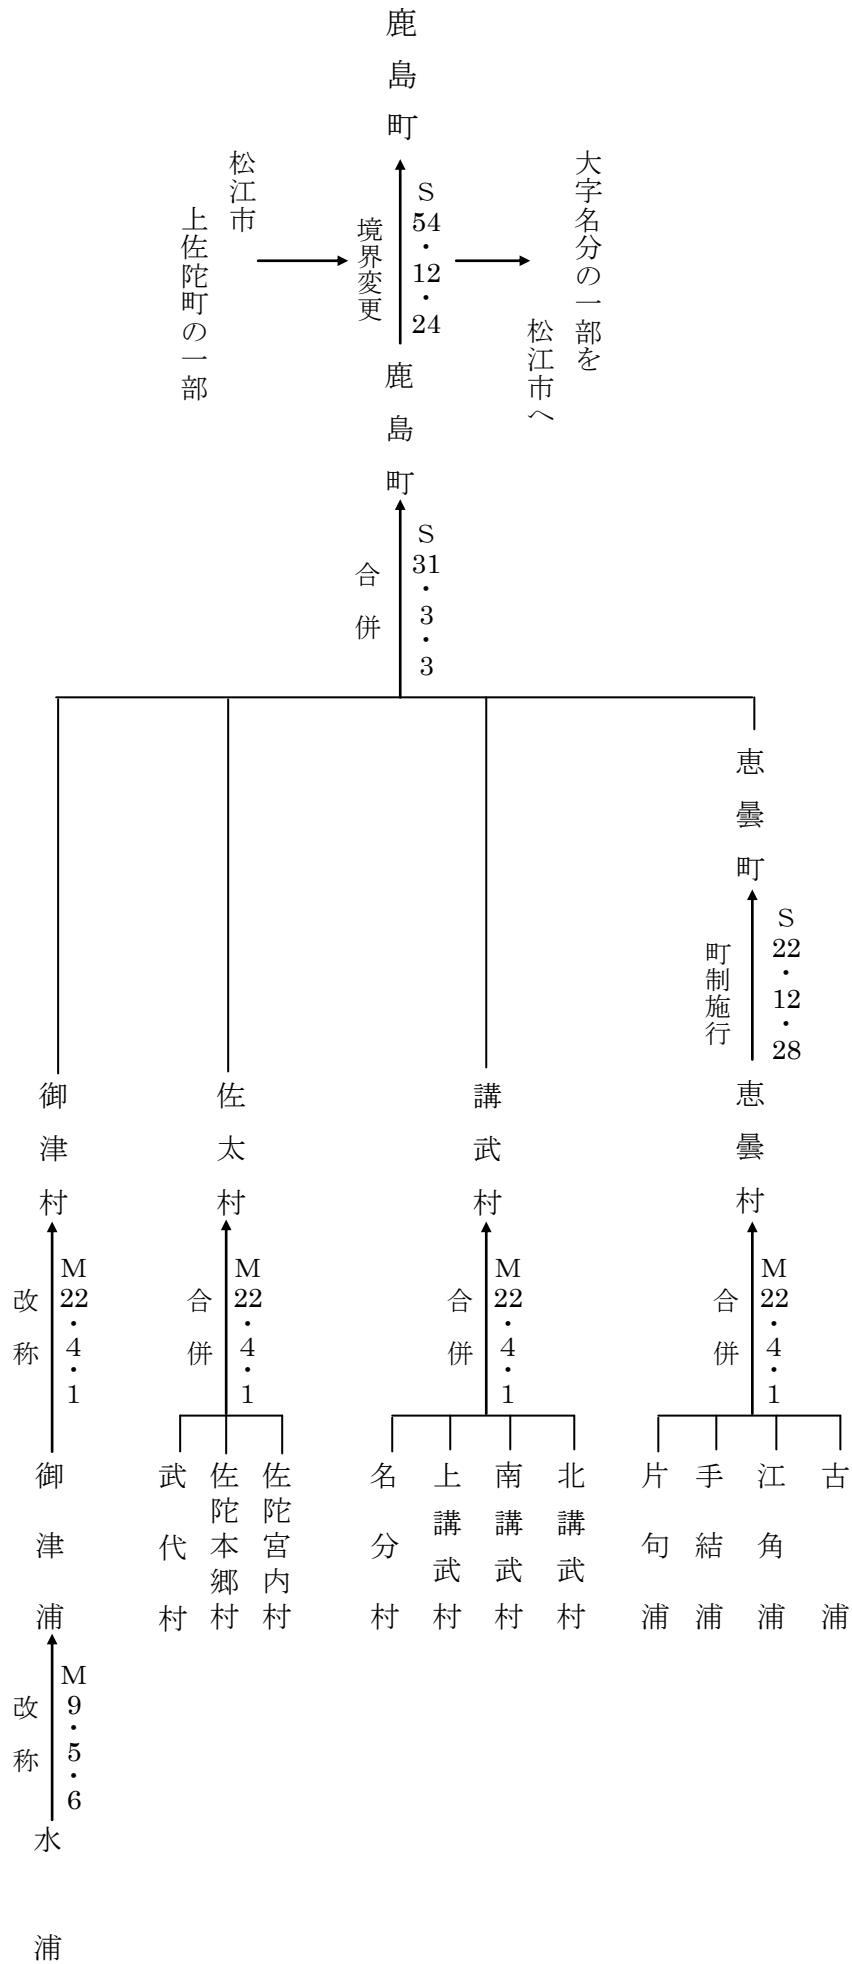 鹿島町
S54・12・24
境界変更
大字名分の一部を
松江市へ
松江市
上佐陀町の一部
鹿島町
S31・3・3
合併
恵曇町
S22・12・28
町制施行
恵曇村
M22・4・1
合併
古浦
江角浦
手結浦
片句浦
講武村
M22・4・1
合併
北講武村
南講武村
上講武村
名分村
佐太村
M22・4・1
合併
佐陀宮内村
佐陀本郷村
武代村
御津村
M22・4・1
改称
御津浦
M9・5・6
改称
水浦